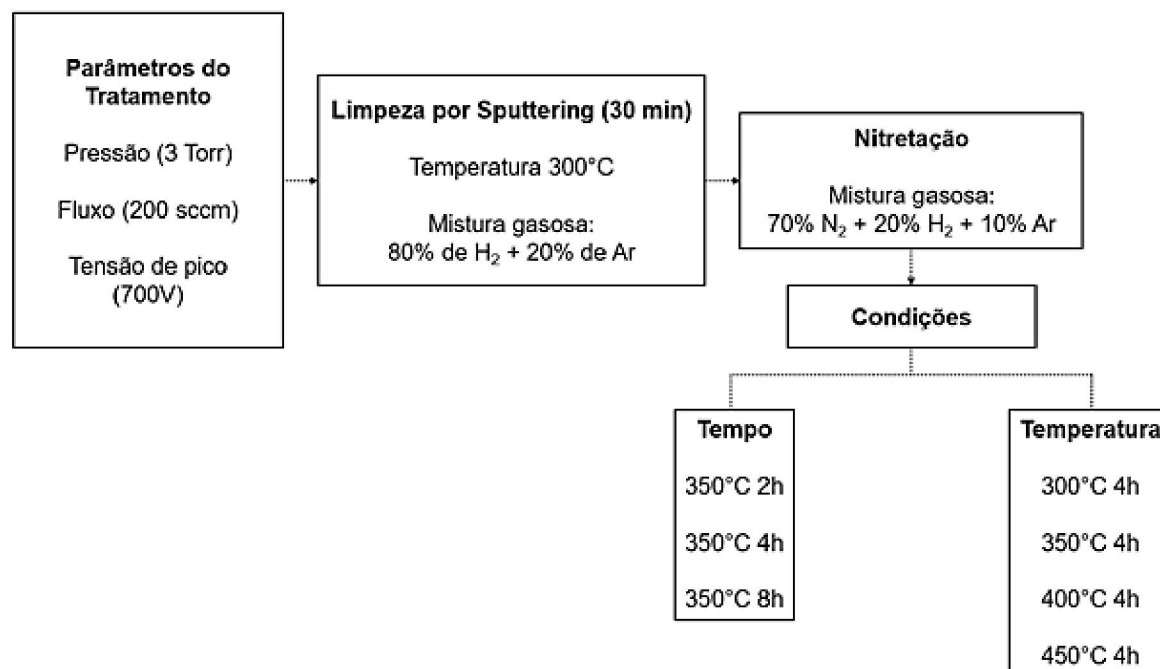 Parâmetros do
Tratamento
Pressão (3 Torr)
Fluxo (200 sccm)
Tensão de pico
(700V)
Limpeza por Sputtering (30 min)
Temperatura 300°C
Mistura gasosa:
80% de H₂ + 20% de Ar
Nitretação
Mistura gasosa:
70% N₂ + 20% H₂ + 10% Ar
Condições
Tempo
350°C 2h
350°C 4h
350°C 8h
Temperatura
300°C 4h
350°C 4h
400°C 4h
450°C 4h